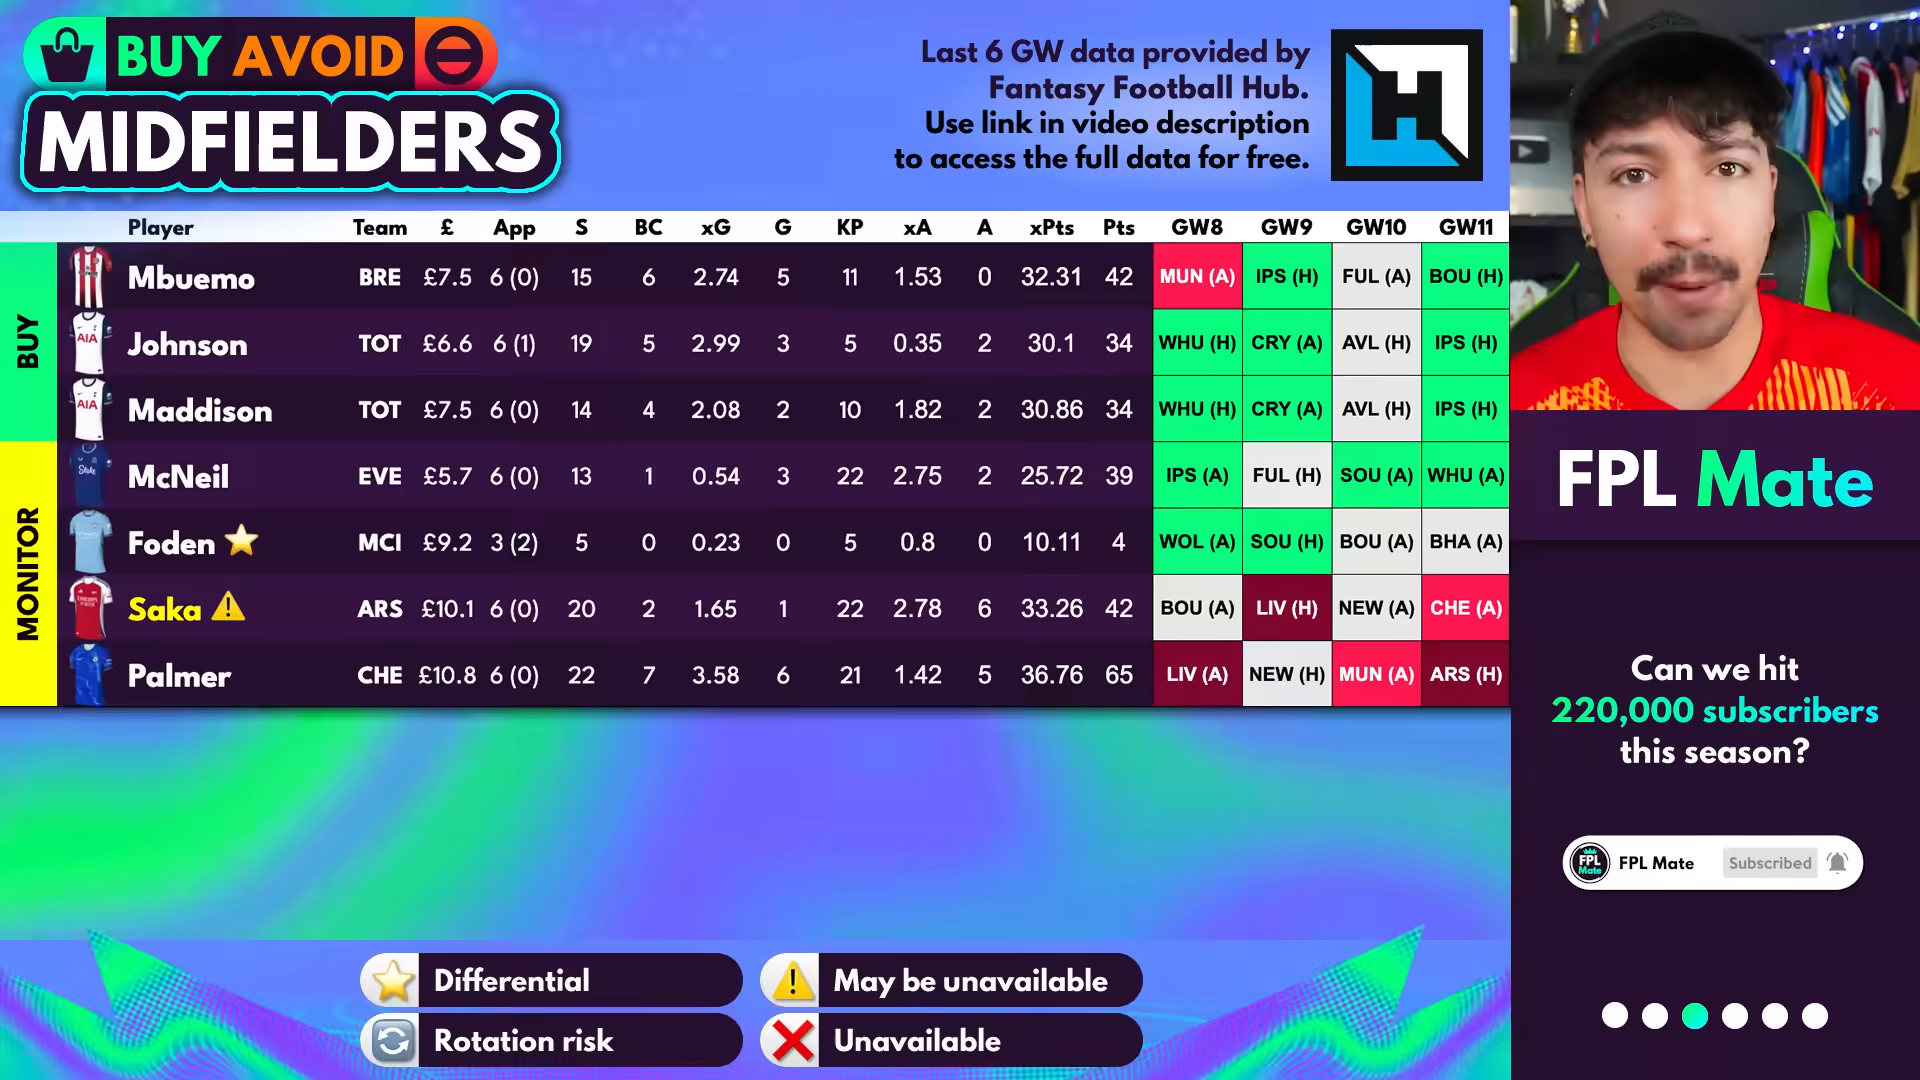 BUY AVOID
MIDFIELDERS
Last 6 GW data provided by
Fantasy Football Hub.
Use link in video description
to access the full data for free.
H
Player Team £ App S BC xG G KP xA A xPts Pts GW8 GW9 GW10 GW11
BUY
Mbuemo BRE £7.5 6 (0) 15 6 2.74 5 11 1.53 0 32.31 42 MUN (A) IPS (H) FUL (A) BOU (H)
AIA
Johnson TOT £6.6 6 (1) 19 5 2.99 3 5 0.35 2 30.1 34 WHU (H) CRY (A) AVL (H) IPS (H)
AIA
Maddison TOT £7.5 6 (0) 14 4 2.08 2 10 1.82 2 30.86 34 WHU (H) CRY (A) AVL (H) IPS (H)
MONITOR
Stake
McNeil EVE £5.7 6 (0) 13 1 0.54 3 22 2.75 2 25.72 39 IPS (A) FUL (H) SOU (A) WHU (A)
Foden MCI £9.2 3 (2) 5 0 0.23 0 5 0.8 0 10.11 4 WOL (A) SOU (H) BOU (A) BHA (A)
Saka ARS £10.1 6 (0) 20 2 1.65 1 22 2.78 6 33.26 42 BOU (A) LIV (H) NEW (A) CHE (A)
Palmer CHE £10.8 6 (0) 22 7 3.58 6 21 1.42 5 36.76 65 LIV (A) NEW (H) MUN (A) ARS (H)
Differential
May be unavailable
Rotation risk
Unavailable
FPL Mate
Can we hit
220,000 subscribers
this season?
FPL
Mate
FPL Mate
Subscribed